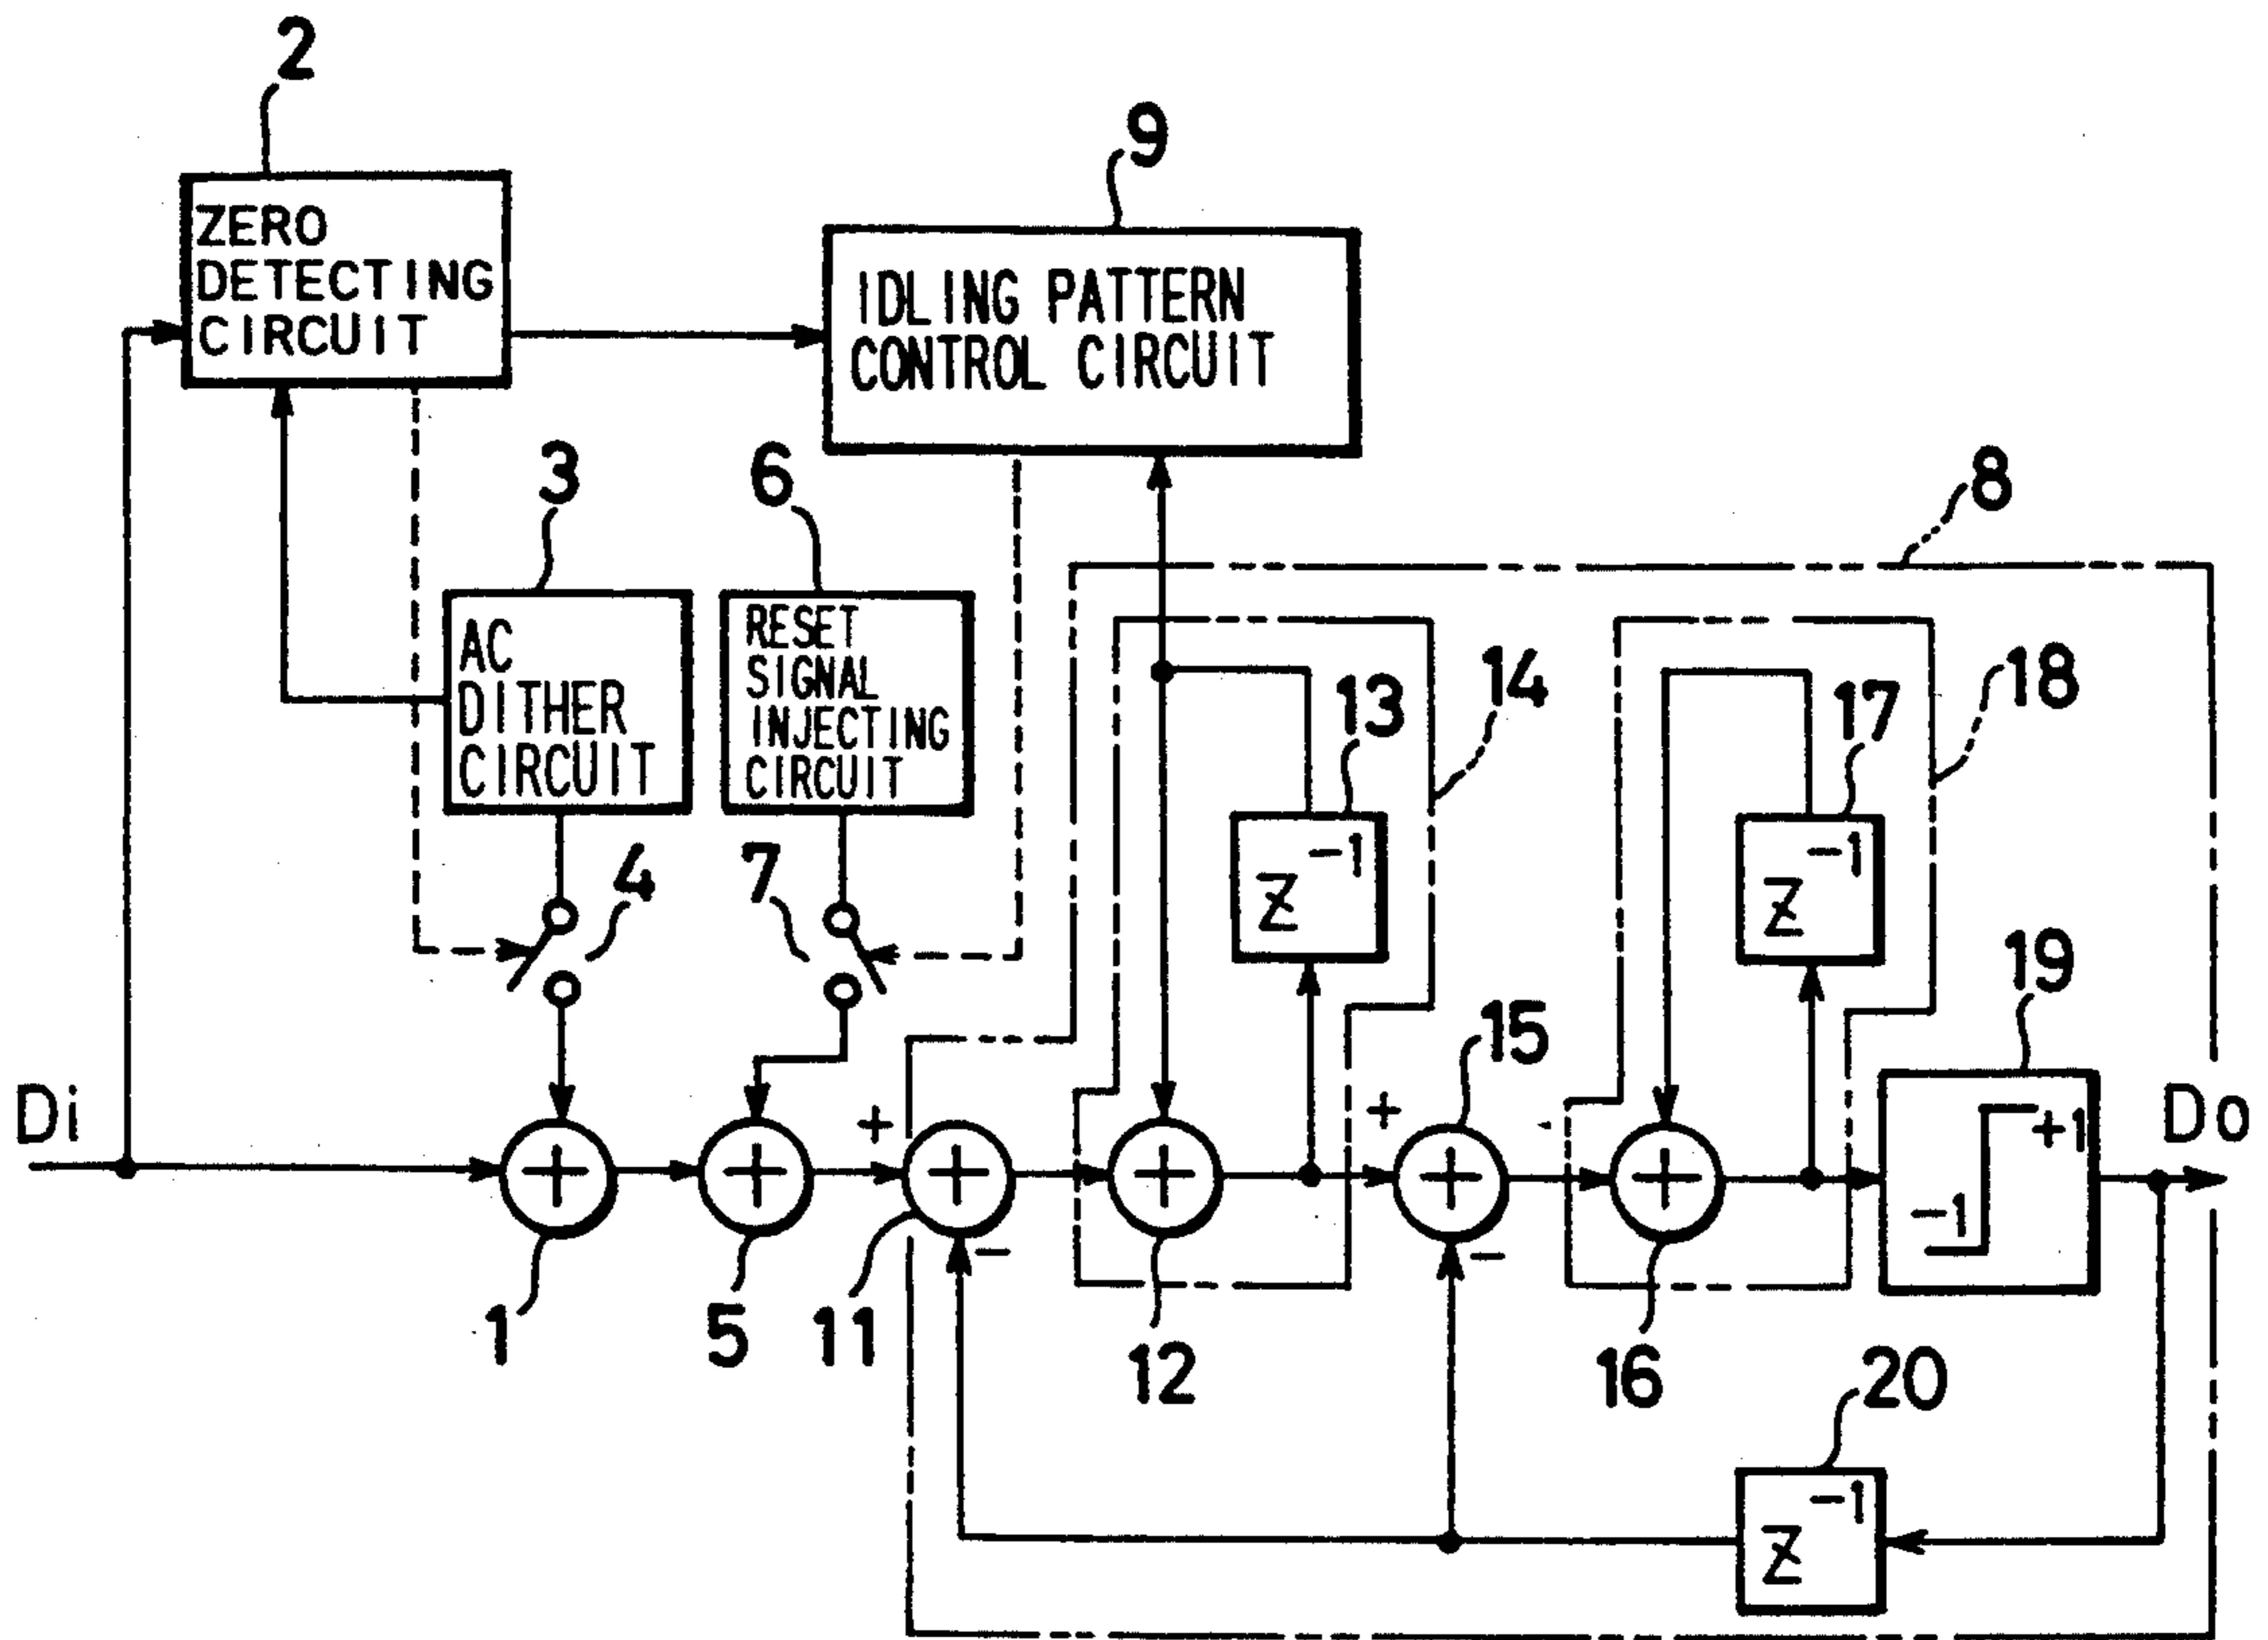 2
9
ZERO
DETECTING
CIRCUIT
IDLING PATTERN
CONTROL CIRCUIT
3
6
8
AC
DITHER
CIRCUIT
RESET
SIGNAL
INJECTING
CIRCUIT
13
14
17
18
Z⁻¹
Z⁻¹
4
7
19
15
Di
+
+
+
+
+
+
+
+
+1
-1
Do
-
-
1
5
11
12
16
20
Z⁻¹